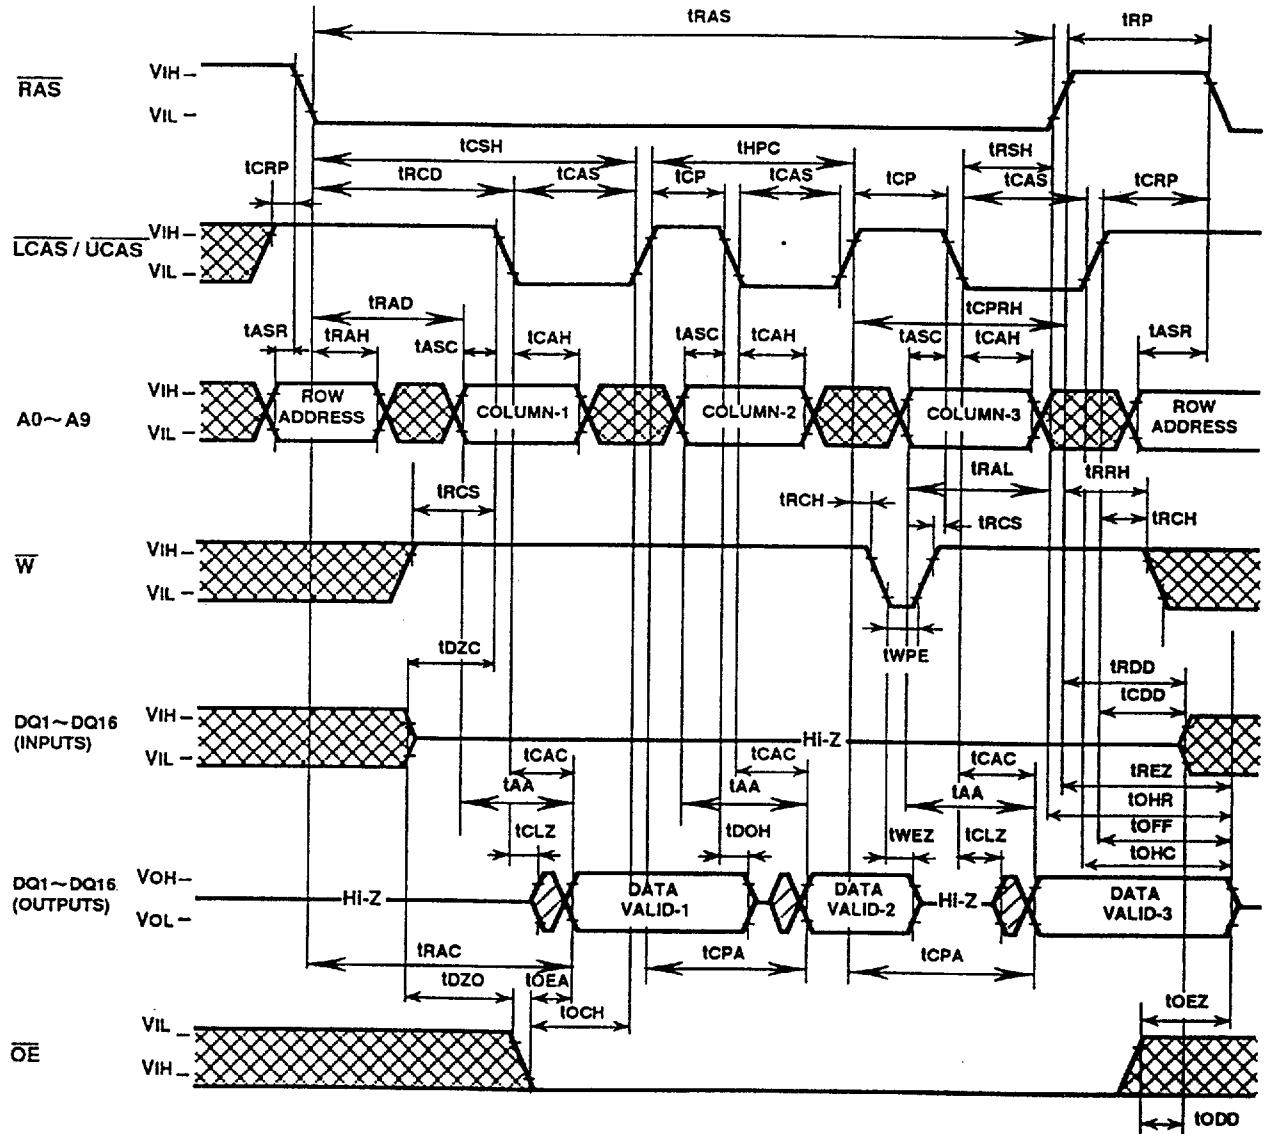 tRAS
tRP
RAS
VIH
VIL
tCSH
tHPC
tRSH
tCRP
tRCD
tCAS
tCP
tCAS
tCP
tCAS
tCRP
LCAS / UCAS
VIH
VIL
tRAD
tCPRH
tASR
tRAH
tASC
tCAH
tASC
tCAH
tASC
tCAH
tASR
A0~A9
VIH
VIL
ROW ADDRESS
COLUMN-1
COLUMN-2
COLUMN-3
ROW ADDRESS
tRCS
tRCH
tRAL
tRCS
tRRH
tRCH
W
VIH
VIL
tWPE
tDZC
tRDD
tCDD
DQ1~DQ16
(INPUTS)
VIH
VIL
Hi-Z
tCAC
tCAC
tCAC
tREZ
tAA
tAA
tAA
tOHR
tCLZ
tDOH
tWEZ
tCLZ
tOFF
tOHC
DQ1~DQ16
(OUTPUTS)
VOH
VOL
Hi-Z
DATA VALID-1
DATA VALID-2
Hi-Z
DATA VALID-3
tRAC
tCPA
tCPA
tDZO
tOEA
tOCH
tOEZ
OE
VIL
VIH
tODD